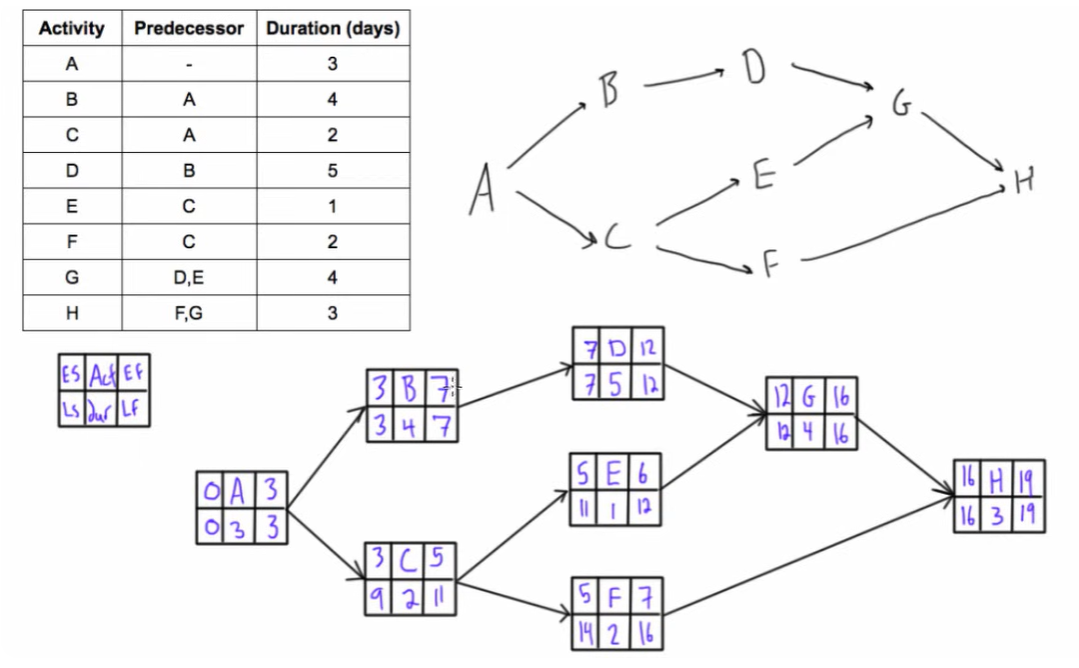 Activity Predecessor Duration (days)
A - 3
B A 4
C A 2
D B 5
E C 1
F C 2
G D,E 4
H F,G 3
B D
G
A E H
C
F
ES Act EF
LS Dur LF
7 D 12
7 5 12
3 B 7
3 4 7
12 G 16
12 4 16
5 E 6
11 1 12
0 A 3
0 3 3
16 H 19
16 3 19
3 C 5
9 2 11
5 F 7
14 2 16